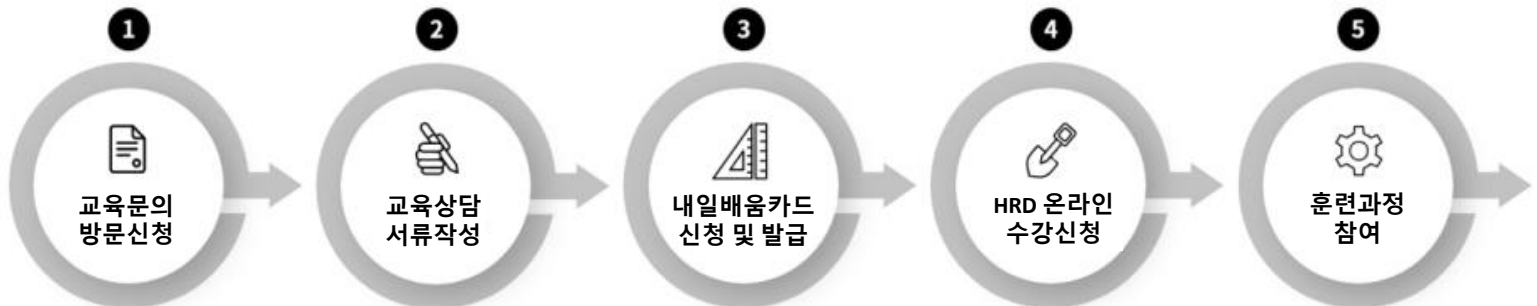 1
교육문의
방문신청
2
교육상담
서류작성
3
내일배움카드
신청 및 발급
4
HRD 온라인
수강신청
5
훈련과정
참여